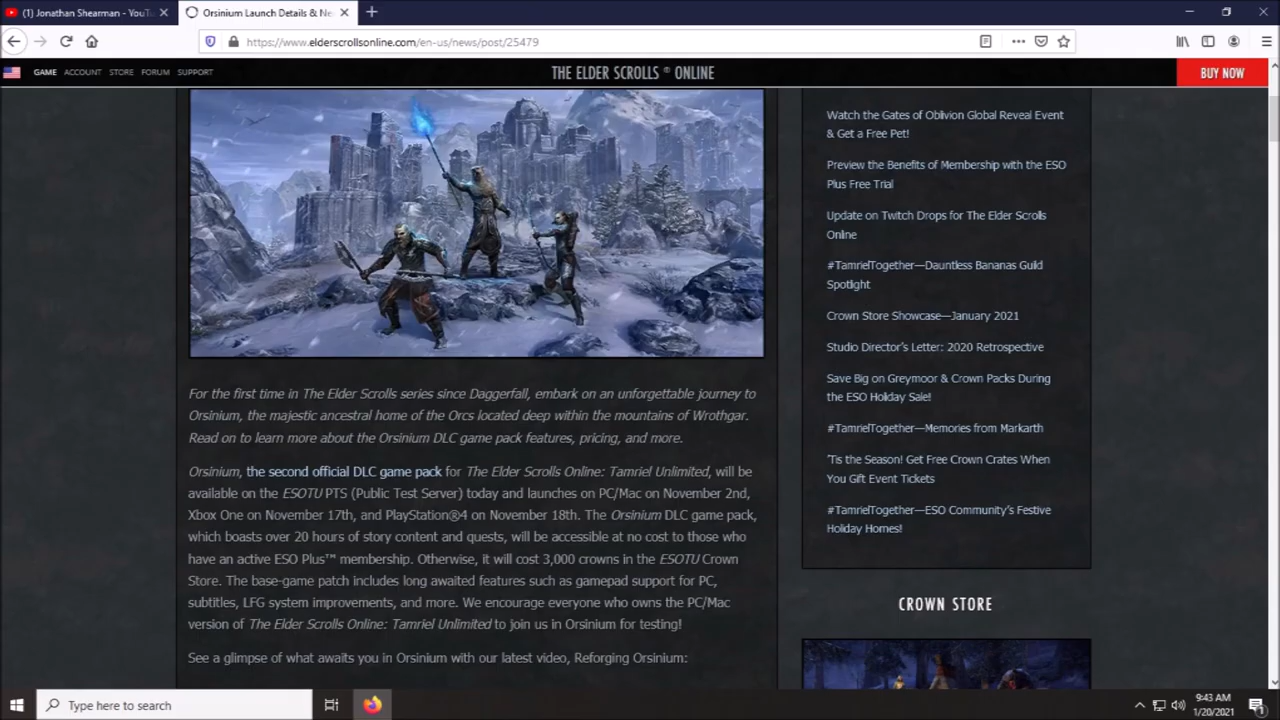 (1) Jonathan Shearman - YouTu
Orsinium Launch Details & Ne
https://www.elderscrollsonline.com/en-us/news/post/25479
GAME ACCOUNT STORE FORUM SUPPORT
THE ELDER SCROLLS ® ONLINE
BUY NOW
For the first time in The Elder Scrolls series since Daggerfall, embark on an unforgettable journey to
Orsinium, the majestic ancestral home of the Orcs located deep within the mountains of Wrothgar.
Read on to learn more about the Orsinium DLC game pack features, pricing, and more.
Orsinium, the second official DLC game pack for The Elder Scrolls Online: Tamriel Unlimited, will be
available on the ESOTU PTS (Public Test Server) today and launches on PC/Mac on November 2nd,
Xbox One on November 17th, and PlayStation®4 on November 18th. The Orsinium DLC game pack,
which boasts over 20 hours of story content and quests, will be accessible at no cost to those who
have an active ESO Plus™ membership. Otherwise, it will cost 3,000 crowns in the ESOTU Crown
Store. The base-game patch includes long awaited features such as gamepad support for PC,
subtitles, LFG system improvements, and more. We encourage everyone who owns the PC/Mac
version of The Elder Scrolls Online: Tamriel Unlimited to join us in Orsinium for testing!
See a glimpse of what awaits you in Orsinium with our latest video, Reforging Orsinium:
Watch the Gates of Oblivion Global Reveal Event
& Get a Free Pet!
Preview the Benefits of Membership with the ESO
Plus Free Trial
Update on Twitch Drops for The Elder Scrolls
Online
#TamrielTogether—Dauntless Bananas Guild
Spotlight
Crown Store Showcase—January 2021
Studio Director's Letter: 2020 Retrospective
Save Big on Greymoor & Crown Packs During
the ESO Holiday Sale!
#TamrielTogether—Memories from Markarth
'Tis the Season! Get Free Crown Crates When
You Gift Event Tickets
#TamrielTogether—ESO Community's Festive
Holiday Homes!
CROWN STORE
Type here to search
9:43 AM
1/20/2021
1